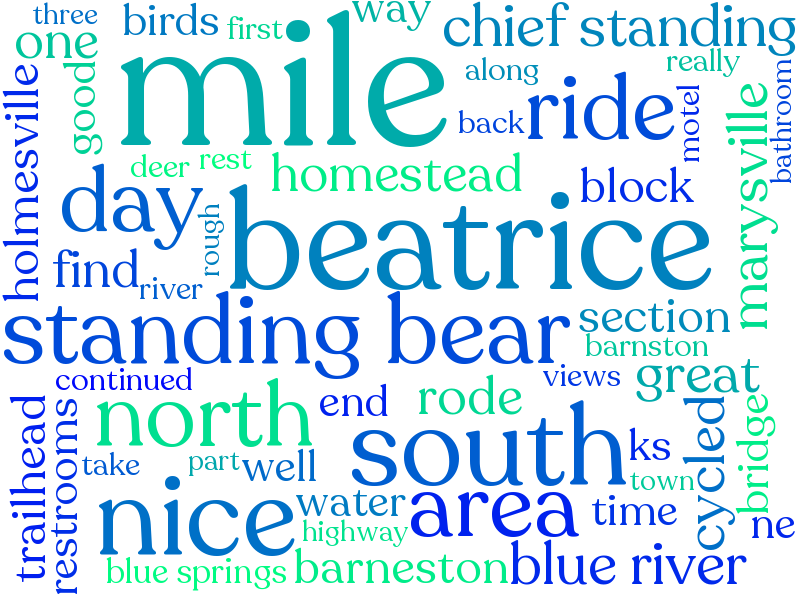 three
birds
way
one
first
chief standing
mile
along
really
good
holmesville
back
ride
motel
bathroom
marysville
deer
rest
homestead
block
day
rough
beatrice
find
river
standing bear
section
barnston
continued
views
great
north
end
rode
trailhead
restrooms
south
ks
cycled
bridge
take
part
well
town
nice
water
area
time
ne
highway
blue springs
barneston
blue river